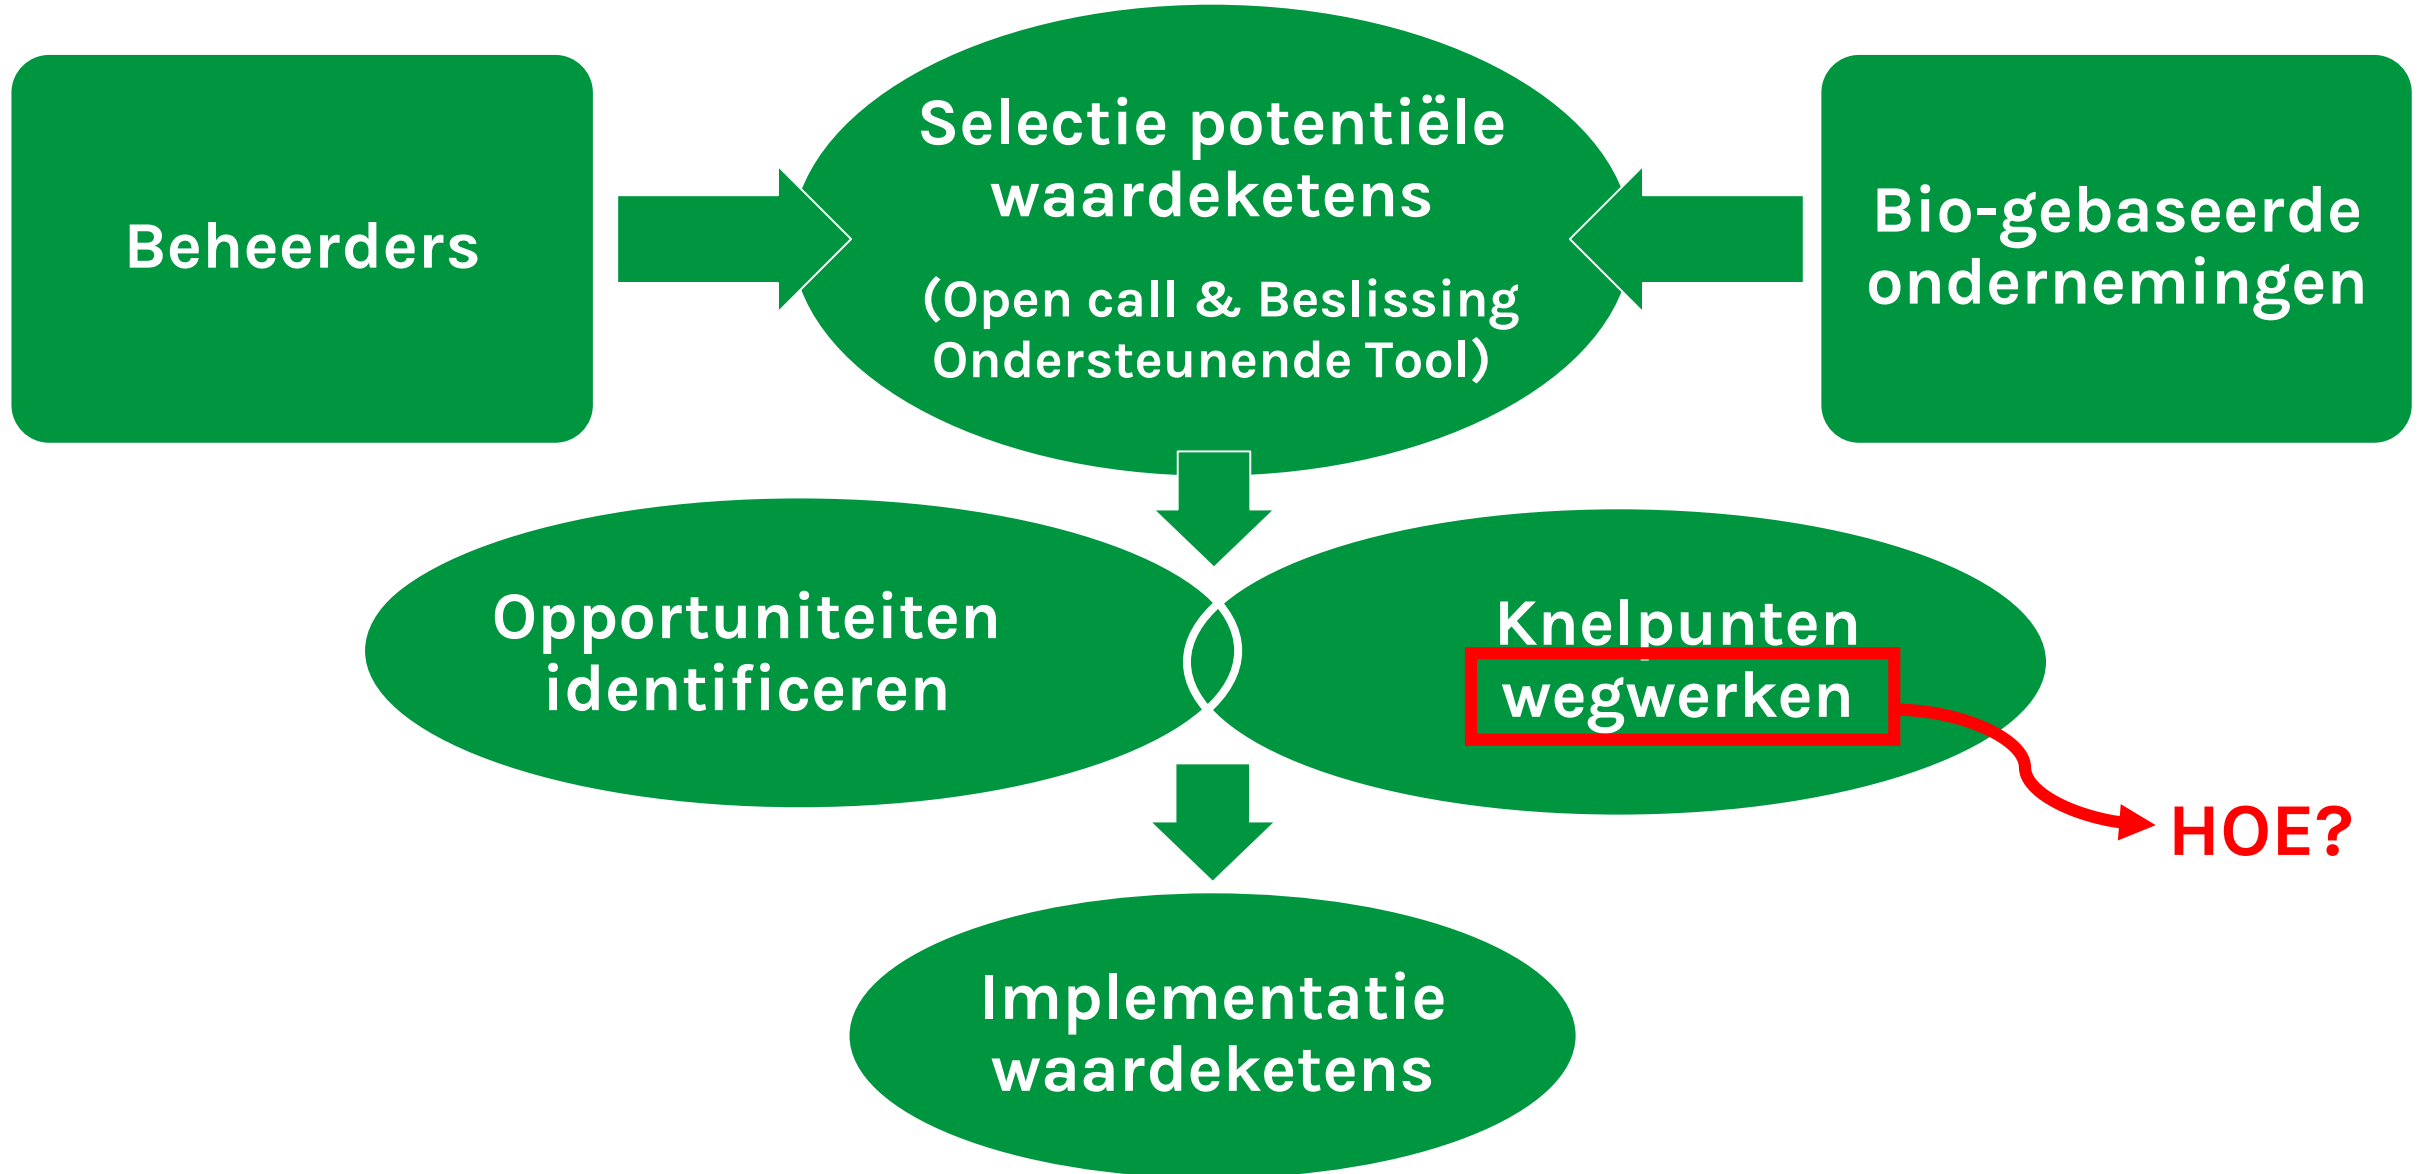 Beheerders
Selectie potentiële
waardeketens
(Open call & Beslissing
Ondersteunende Tool)
Bio-gebaseerde
ondernemingen
Opportuniteiten
identificeren
Knelpunten
wegwerken
HOE?
Implementatie
waardeketens